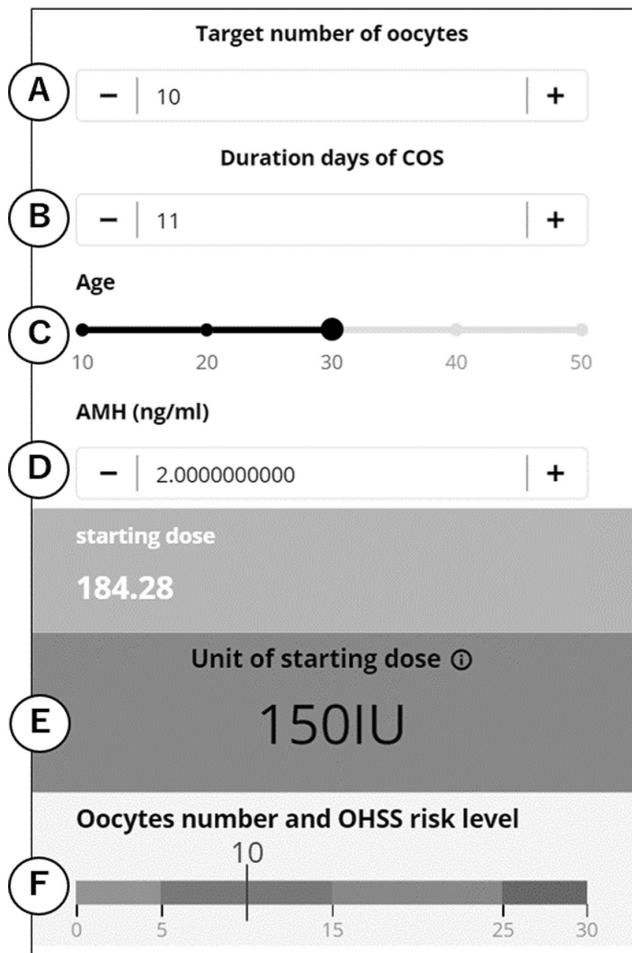 Target number of oocytes
A
− 10 +
Duration days of COS
B
− 11 +
Age
C
10 20 30 40 50
AMH (ng/ml)
D
− 2.0000000000 +
starting dose
184.28
Unit of starting dose ⓘ
E
150IU
Oocytes number and OHSS risk level
10
F
0 5 15 25 30